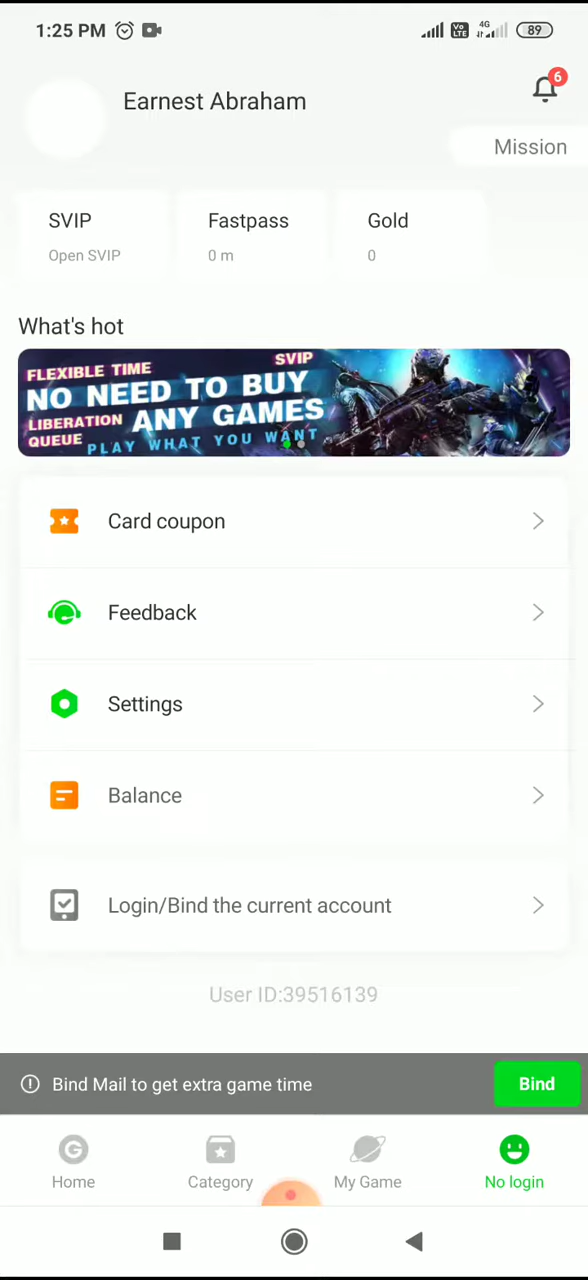 1:25 PM
Vo LTE 4G 89
Earnest Abraham
6
Mission
SVIP
Open SVIP
Fastpass
0 m
Gold
0
What's hot
FLEXIBLE TIME
SVIP
NO NEED TO BUY
LIBERATION ANY GAMES
QUEUE PLAY WHAT YOU WANT
Card coupon
Feedback
Settings
Balance
Login/Bind the current account
User ID:39516139
Bind Mail to get extra game time
Bind
G
Home
Category
My Game
No login